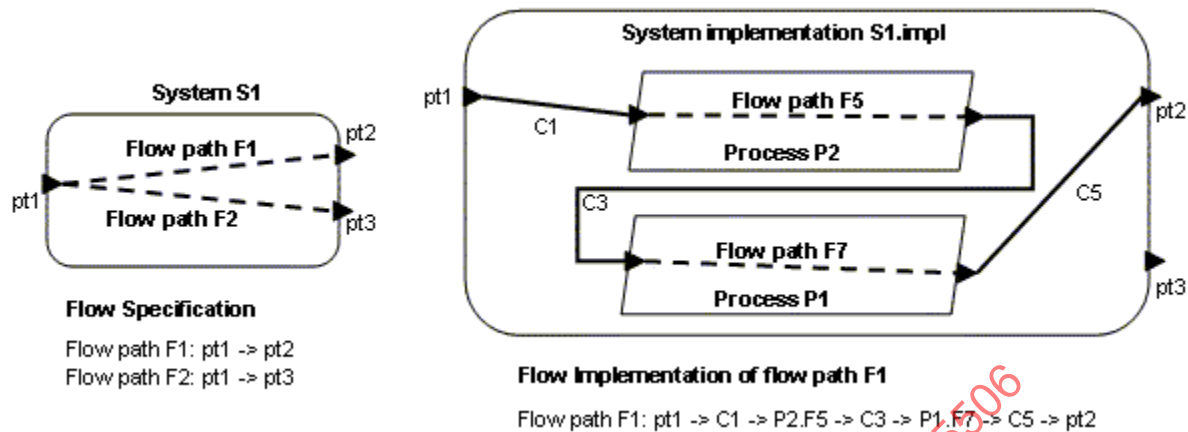 System S1
pt1
Flow path F1
Flow path F2
pt2
pt3
Flow Specification
Flow path F1: pt1 -> pt2
Flow path F2: pt1 -> pt3
System implementation S1.impl
pt1
C1
Flow path F5
Process P2
pt2
C3
C5
Flow path F7
Process P1
pt3
Flow Implementation of flow path F1
Flow path F1: pt1 -> C1 -> P2.F5 -> C3 -> P1.F7 -> C5 -> pt2
5506